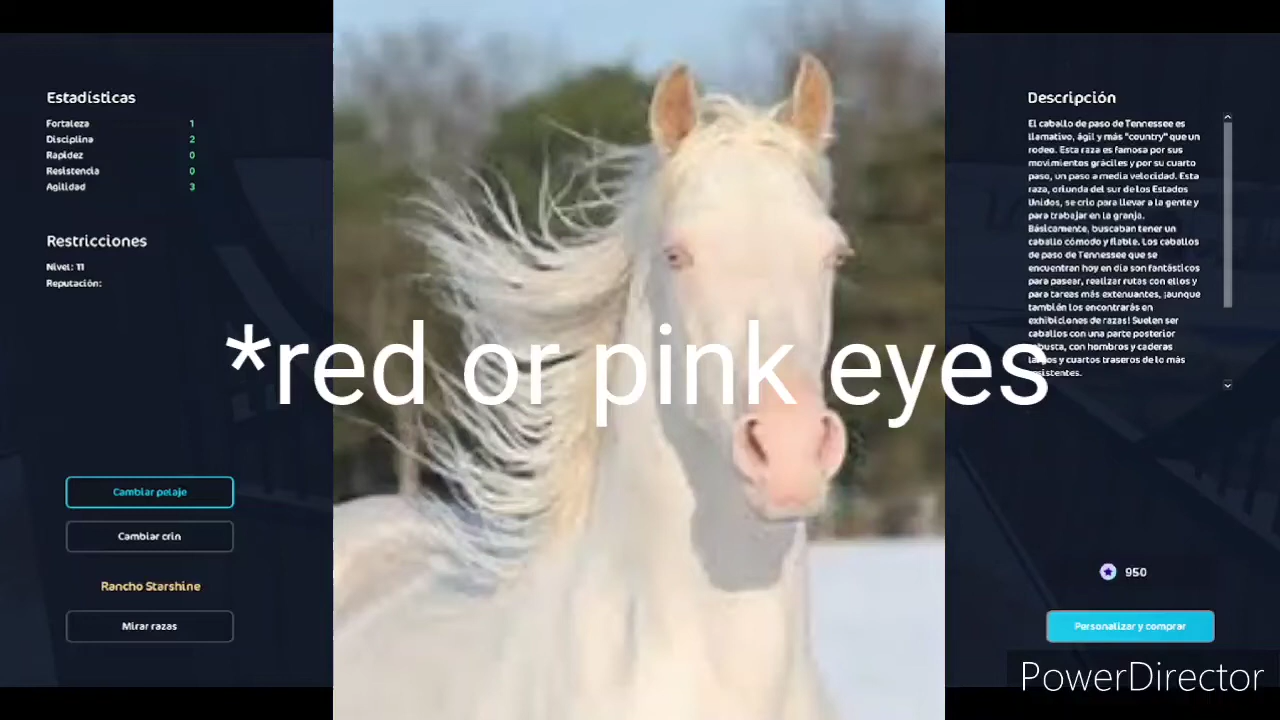 Estadísticas
Fortaleza 1
Disciplina 2
Rapidez 0
Resistencia 0
Agilidad 3
Restricciones
Nivel: 11
Reputación:
Cambiar pelaje
Cambiar crin
Rancho Starshine
Mirar razas
*red or pink eyes
Descripción
El caballo de paso de Tennessee es
llamativo, ágil y más "country" que un
rodeo. Esta raza es famosa por sus
movimientos gráciles y por su cuarto
paso, un paso a media velocidad. Esta
raza, oriunda del sur de los Estados
Unidos, se crio para llevar a la gente y
para trabajar en la granja.
Básicamente, buscaban tener un
caballo cómodo y fiable. Los caballos
de paso de Tennessee que se
encuentran hoy en día son fantásticos
para pasear, realizar rutas con ellos y
para tareas más extenuantes, ¡aunque
también los encontrarás en
exhibiciones de razas! Suelen ser
caballos con una parte posterior
robusta, con hombros y caderas
largos y cuartos traseros de lo más
resistentes.
950
Personalizar y comprar
PowerDirector